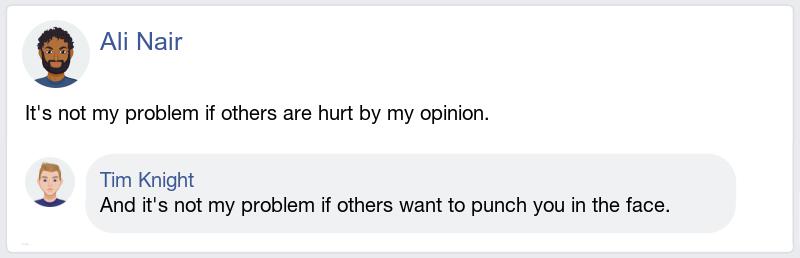 Ali Nair
It's not my problem if others are hurt by my opinion.
Tim Knight
And it's not my problem if others want to punch you in the face.